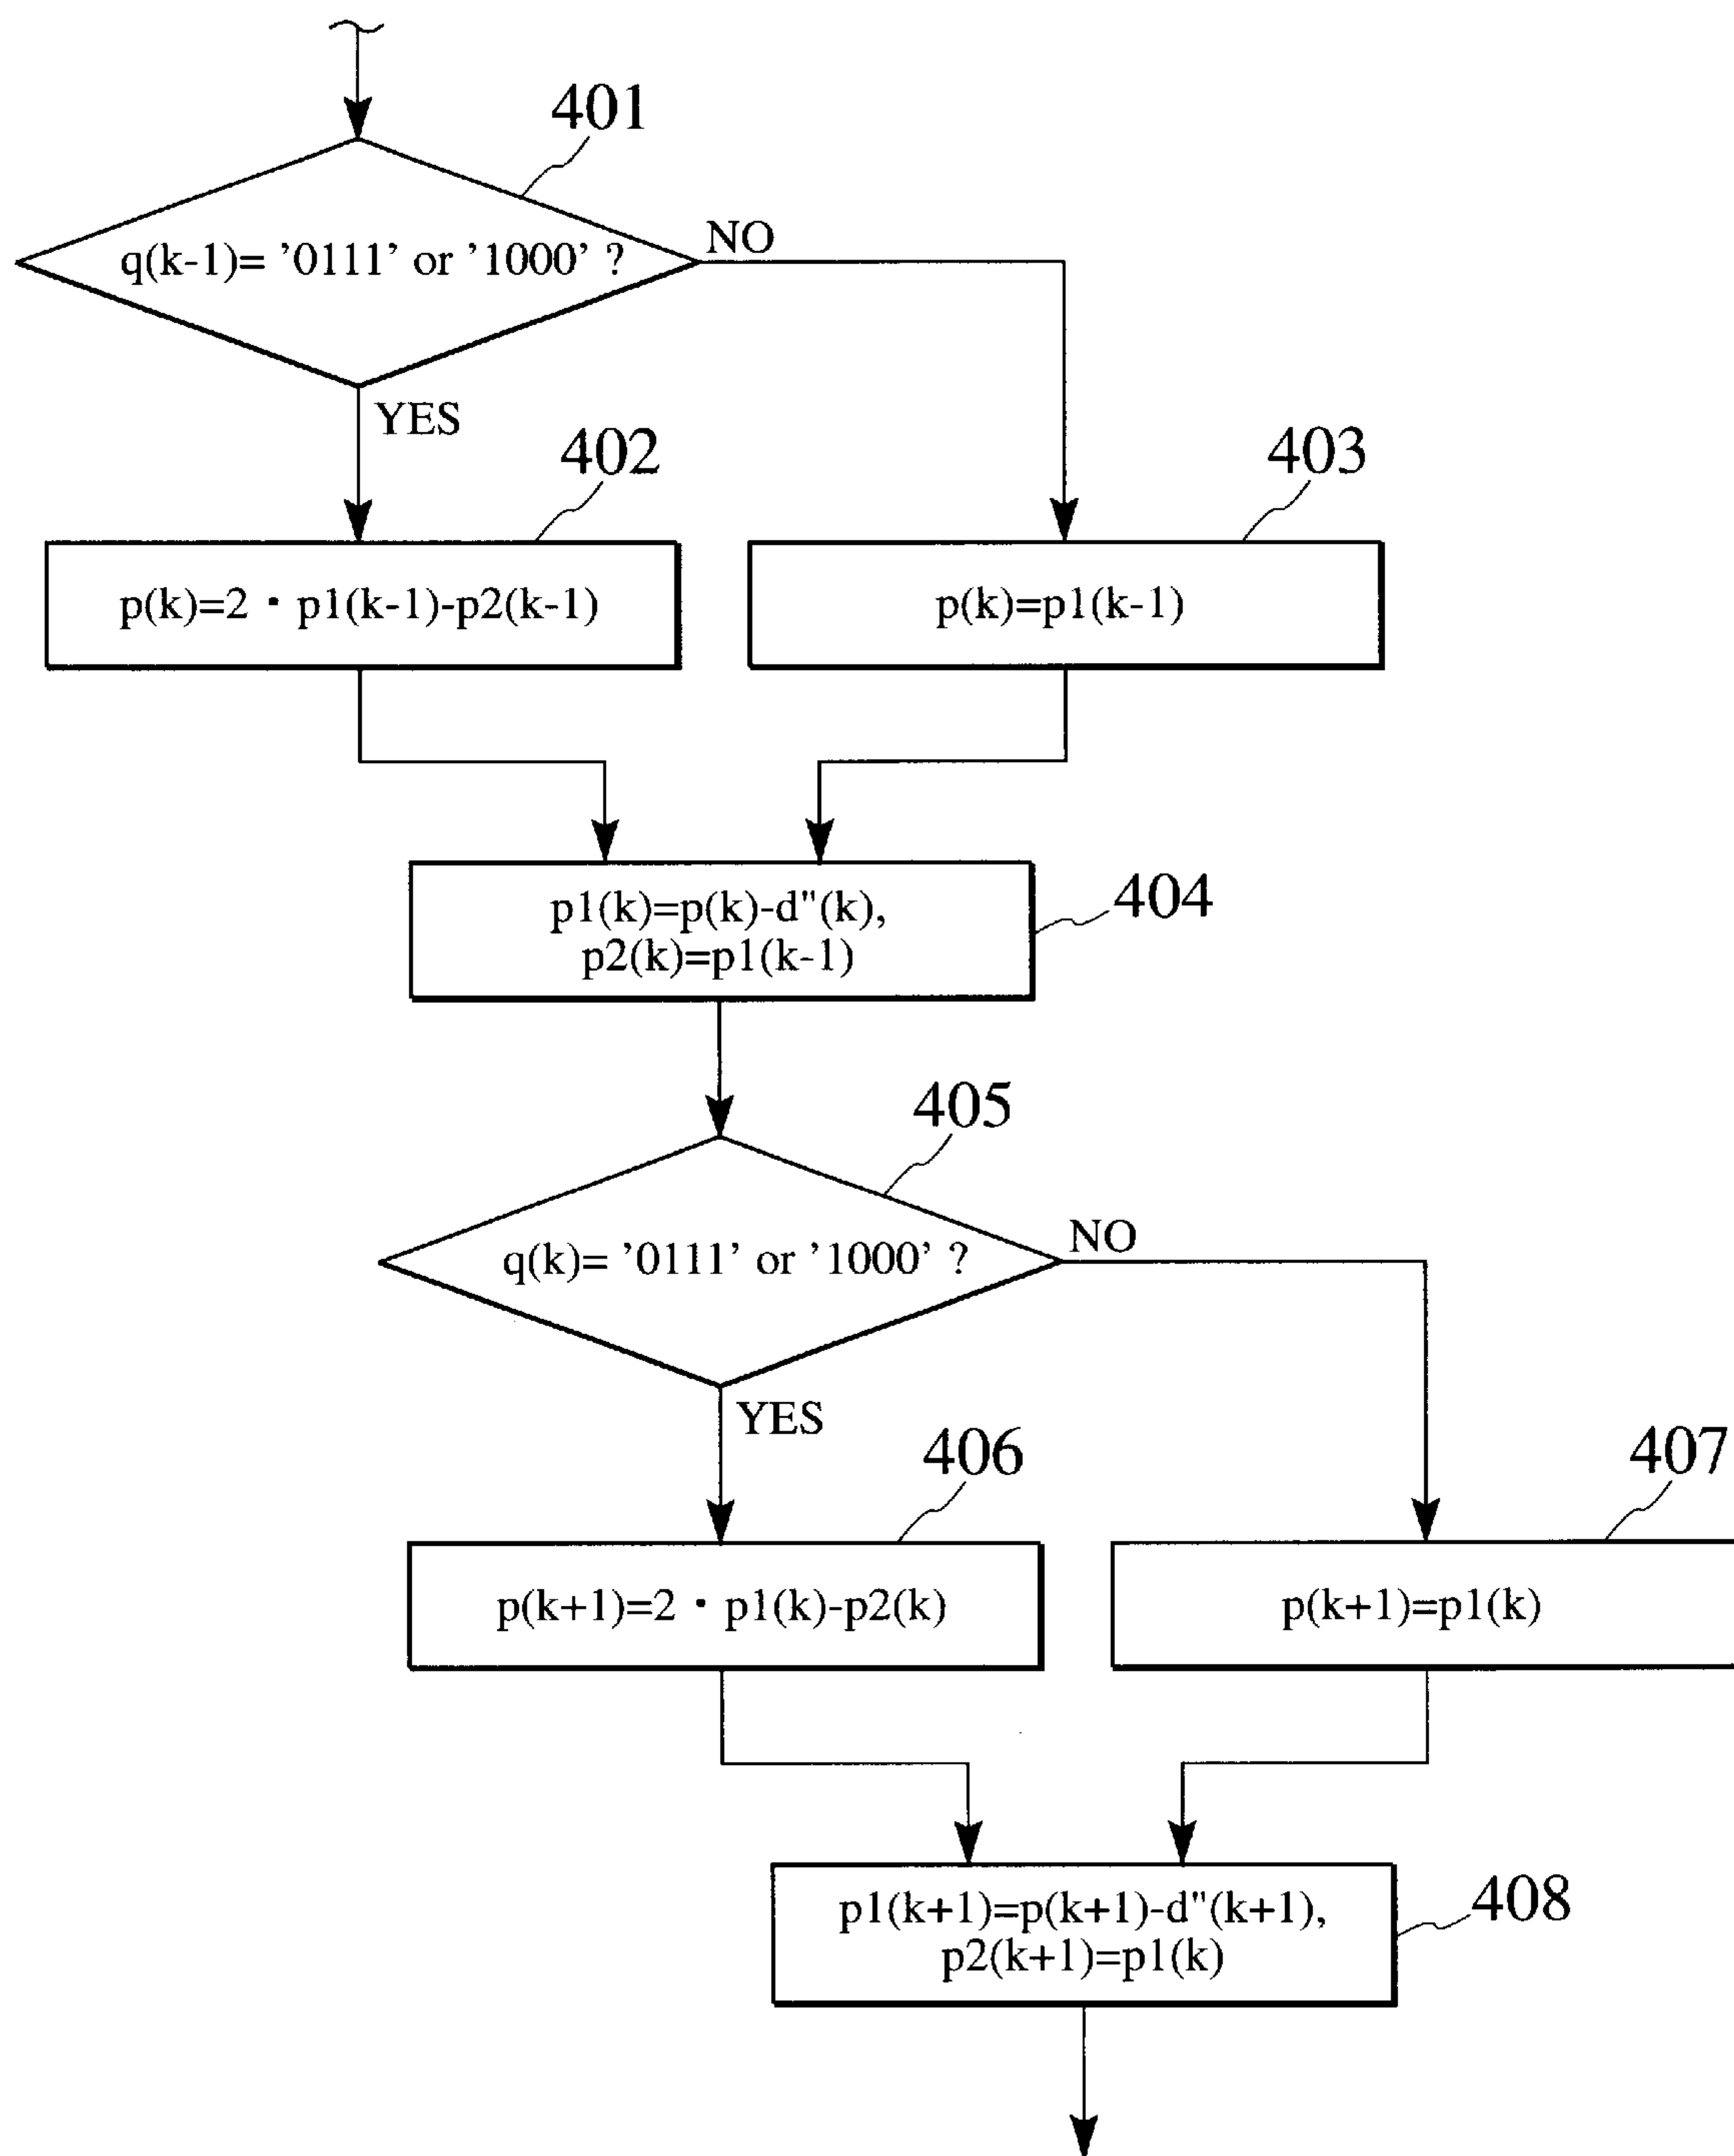 401
q(k-1)= '0111' or '1000' ?
NO
YES
402
403
p(k)=2・p1(k-1)-p2(k-1)
p(k)=p1(k-1)
p1(k)=p(k)-d"(k),
p2(k)=p1(k-1)
404
405
q(k)= '0111' or '1000' ?
NO
YES
406
407
p(k+1)=2・p1(k)-p2(k)
p(k+1)=p1(k)
p1(k+1)=p(k+1)-d"(k+1),
p2(k+1)=p1(k)
408